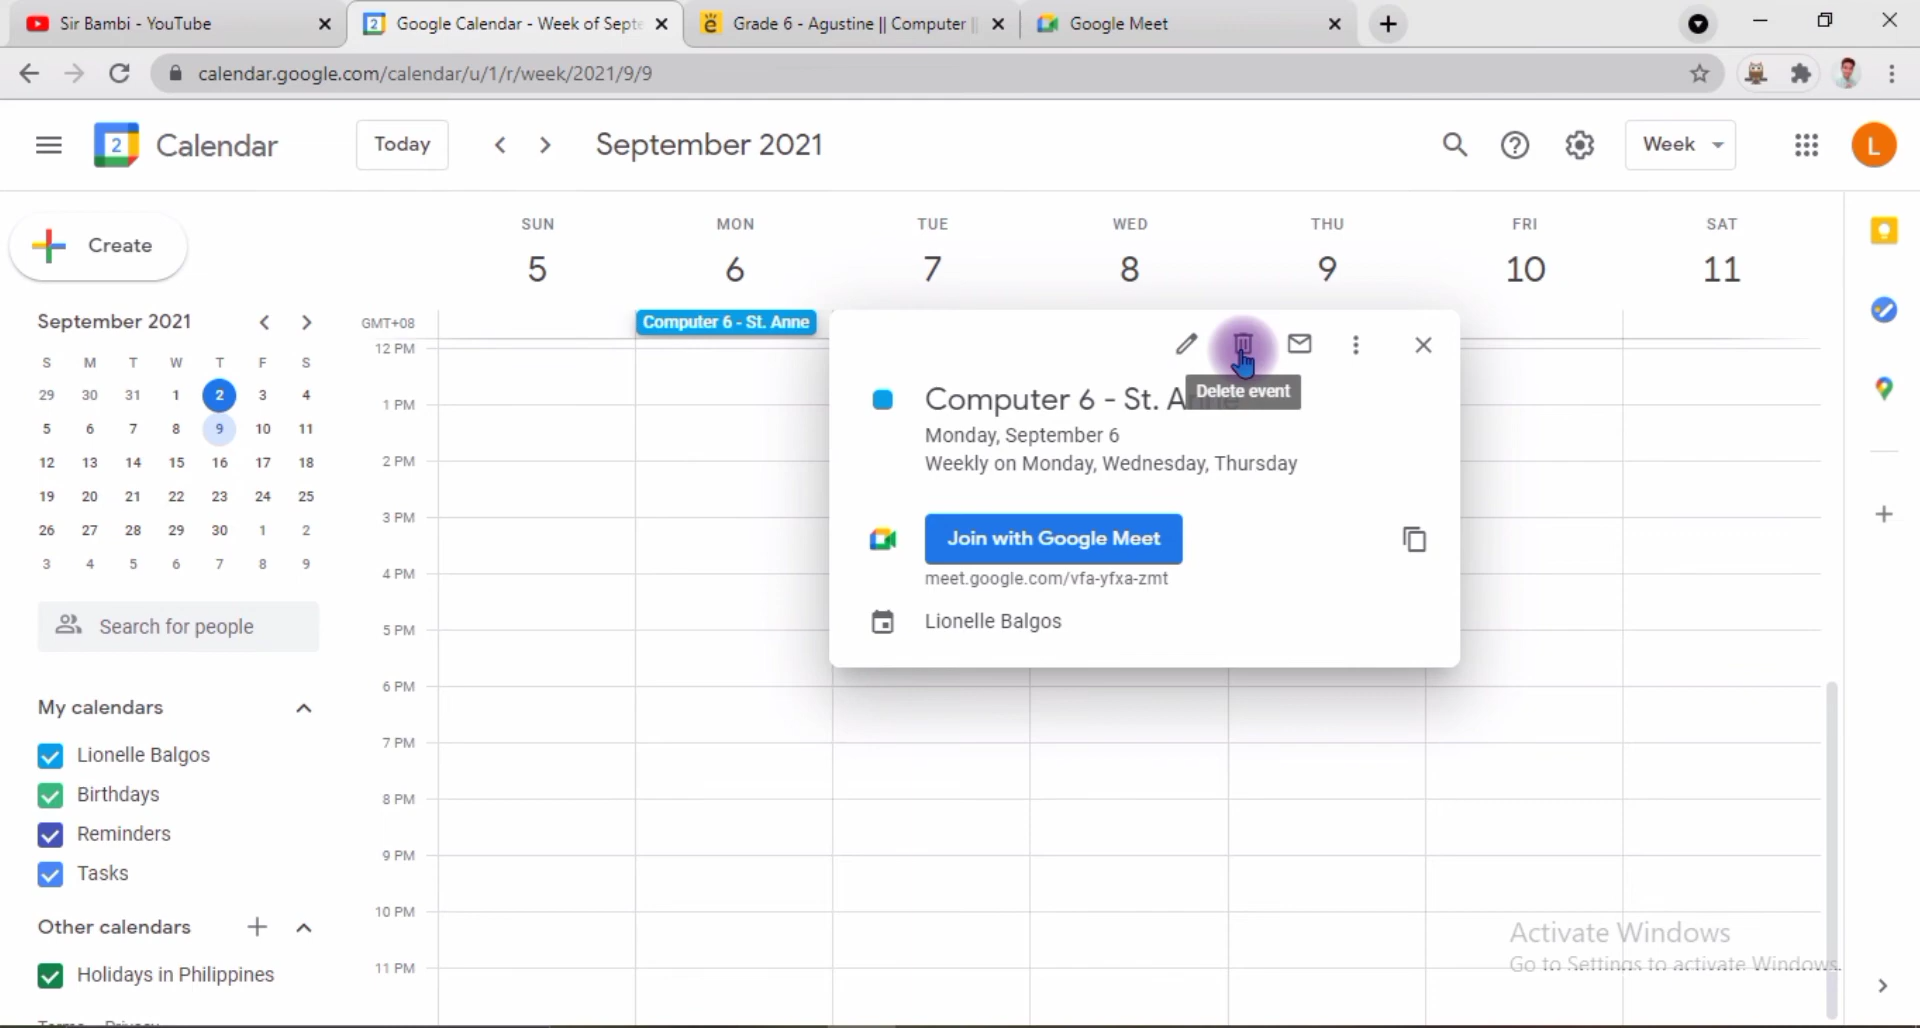 Sir Bambi - YouTube
Google Calendar - Week of Septe
Grade 6 - Agustine || Computer |
Google Meet
calendar.google.com/calendar/u/1/r/week/2021/9/9
2 Calendar
Today
September 2021
Week
L
Create
SUN MON TUE WED THU FRI SAT
5 6 7 8 9 10 11
September 2021
GMT+08
Computer 6 - St. Anne
S M T W T F S
29 30 31 1 2 3 4
5 6 7 8 9 10 11
12 13 14 15 16 17 18
19 20 21 22 23 24 25
26 27 28 29 30 1 2
3 4 5 6 7 8 9
Search for people
My calendars
Lionelle Balgos
Birthdays
Reminders
Tasks
Other calendars
Holidays in Philippines
Terms Privacy
12 PM
1 PM
2 PM
3 PM
4 PM
5 PM
6 PM
7 PM
8 PM
9 PM
10 PM
11 PM
Delete event
Computer 6 - St. Anne
Monday, September 6
Weekly on Monday, Wednesday, Thursday
Join with Google Meet
meet.google.com/vfa-yfxa-zmt
Lionelle Balgos
Activate Windows
Go to Settings to activate Windows.